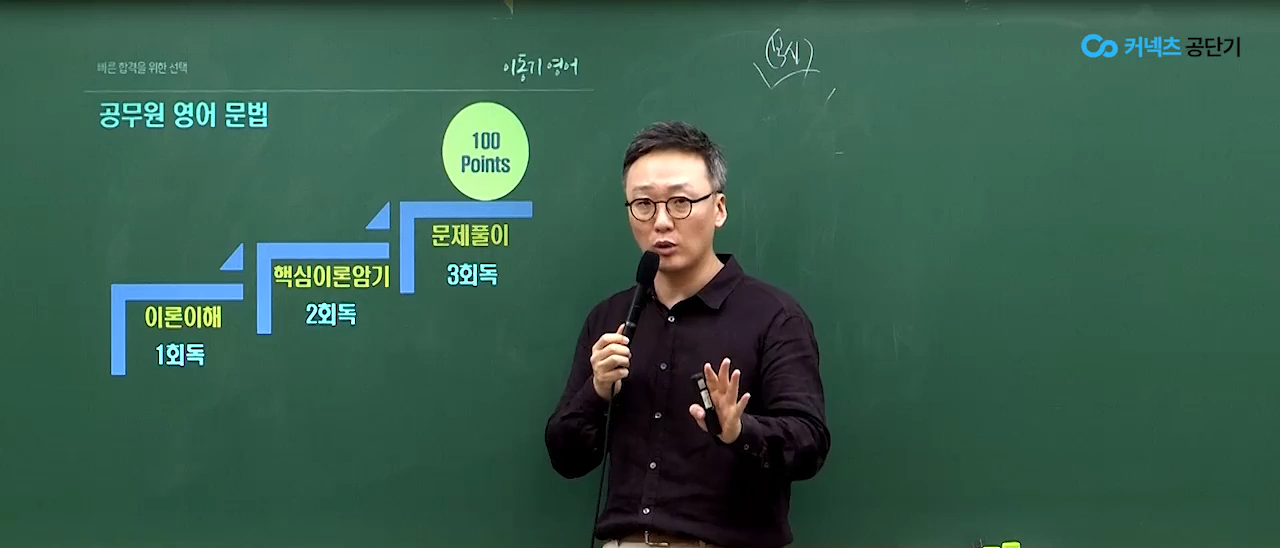 빠른 합격을 위한 선택
이동기 영어
공무원 영어 문법
100
Points
문제풀이
3회독
핵심이론암기
2회독
이론이해
1회독
복습
커넥츠 공단기